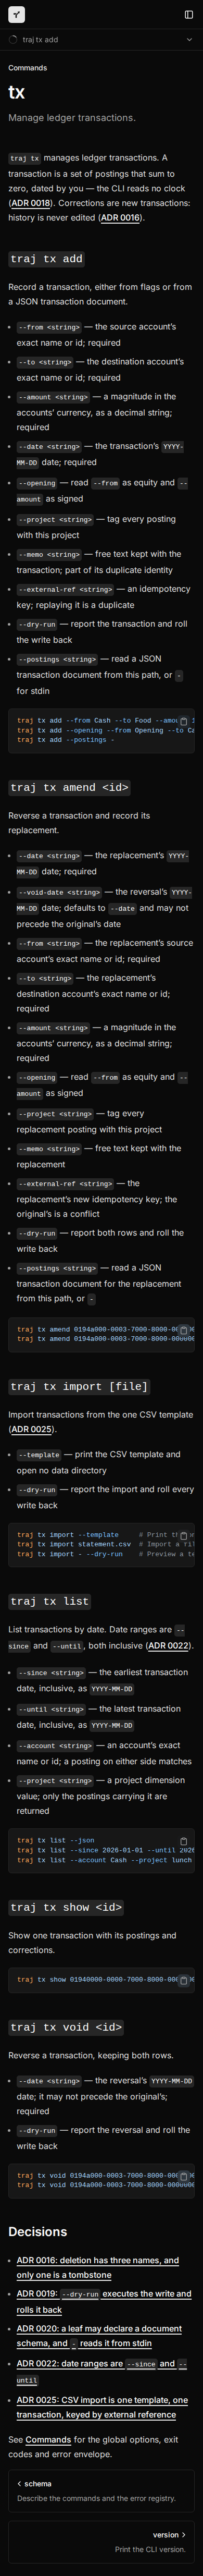 traj tx add
Commands
tx
Manage ledger transactions.
traj tx manages ledger transactions. A
transaction is a set of postings that sum to
zero, dated by you — the CLI reads no clock
(ADR 0018). Corrections are new transactions:
history is never edited (ADR 0016).
traj tx add
Record a transaction, either from flags or from
a JSON transaction document.
• --from <string> — the source account’s
exact name or id; required
• --to <string> — the destination account’s
exact name or id; required
• --amount <string> — a magnitude in the
accounts’ currency, as a decimal string;
required
• --date <string> — the transaction’s YYYY-
MM-DD date; required
• --opening — read --from as equity and --
amount as signed
• --project <string> — tag every posting
with this project
• --memo <string> — free text kept with the
transaction; part of its duplicate identity
• --external-ref <string> — an idempotency
key; replaying it is a duplicate
• --dry-run — report the transaction and roll
the write back
• --postings <string> — read a JSON
transaction document from this path, or -
for stdin
traj tx add --from Cash --to Food --amou
traj tx add --opening --from Opening --to Ca
traj tx add --postings -
traj tx amend <id>
Reverse a transaction and record its
replacement.
• --date <string> — the replacement’s YYYY-
MM-DD date; required
• --void-date <string> — the reversal’s YYYY-
MM-DD date; defaults to --date and may not
precede the original’s date
• --from <string> — the replacement’s source
account’s exact name or id; required
• --to <string> — the replacement’s
destination account’s exact name or id;
required
• --amount <string> — a magnitude in the
accounts’ currency, as a decimal string;
required
• --opening — read --from as equity and --
amount as signed
• --project <string> — tag every
replacement posting with this project
• --memo <string> — free text kept with the
replacement
• --external-ref <string> — the
replacement’s new idempotency key; the
original’s is a conflict
• --dry-run — report both rows and roll the
write back
• --postings <string> — read a JSON
transaction document for the replacement
from this path, or -
traj tx amend 0194a000-0003-7000-8000-
traj tx amend 0194a000-0003-7000-8000-
traj tx import [file]
Import transactions from the one CSV template
(ADR 0025).
• --template — print the CSV template and
open no data directory
• --dry-run — report the import and roll every
write back
traj tx import --template # Print
traj tx import statement.csv # Import a
traj tx import - --dry-run # Preview a
traj tx list
List transactions by date. Date ranges are --
since and --until, both inclusive (ADR 0022).
• --since <string> — the earliest transaction
date, inclusive, as YYYY-MM-DD
• --until <string> — the latest transaction
date, inclusive, as YYYY-MM-DD
• --account <string> — an account’s exact
name or id; a posting on either side matches
• --project <string> — a project dimension
value; only the postings carrying it are
returned
traj tx list --json
traj tx list --since 2026-01-01 --until
traj tx list --account Cash --project lunch
traj tx show <id>
Show one transaction with its postings and
corrections.
traj tx show 01940000-0000-7000-8000-
traj tx void <id>
Reverse a transaction, keeping both rows.
• --date <string> — the reversal’s YYYY-MM-DD
date; it may not precede the original’s;
required
• --dry-run — report the reversal and roll the
write back
traj tx void 0194a000-0003-7000-8000-
traj tx void 0194a000-0003-7000-8000-
Decisions
• ADR 0016: deletion has three names, and
only one is a tombstone
• ADR 0019: --dry-run executes the write and
rolls it back
• ADR 0020: a leaf may declare a document
schema, and - reads it from stdin
• ADR 0022: date ranges are --since and --
until
• ADR 0025: CSV import is one template, one
transaction, keyed by external reference
See Commands for the global options, exit
codes and error envelope.
schema
Describe the commands and the error registry.
version
Print the CLI version.